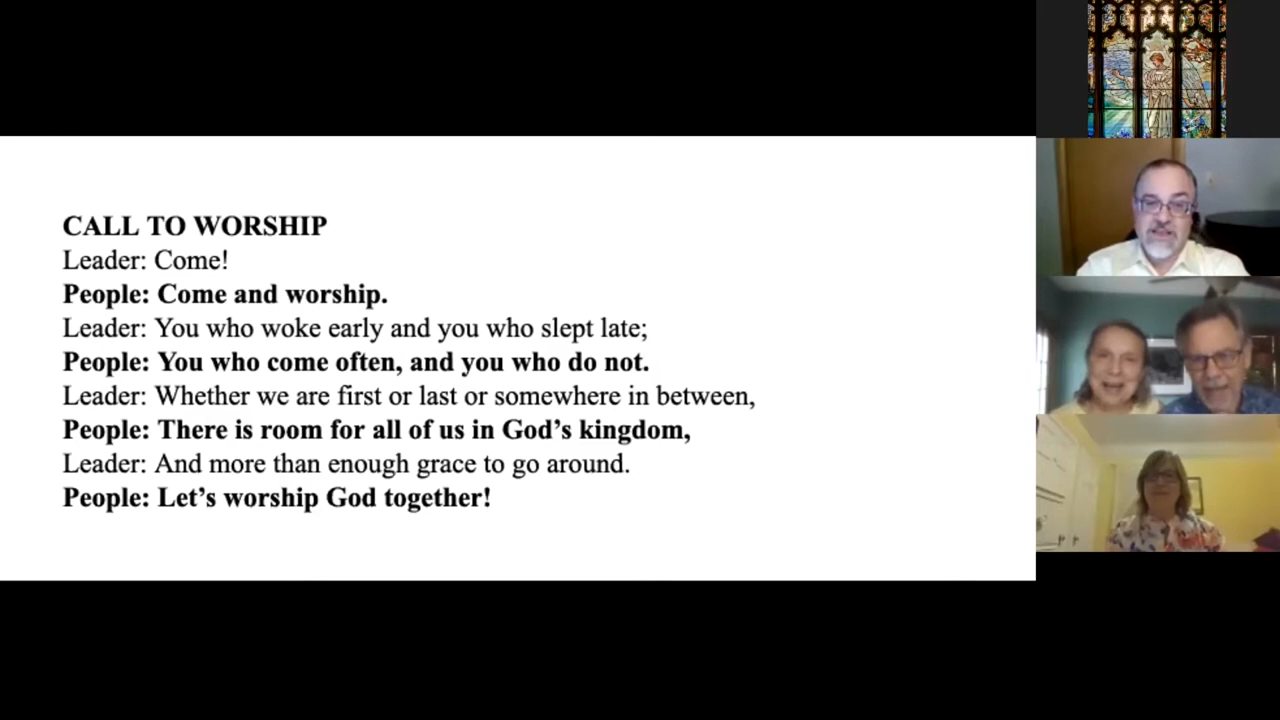 CALL TO WORSHIP
Leader: Come!
People: Come and worship.
Leader: You who woke early and you who slept late;
People: You who come often, and you who do not.
Leader: Whether we are first or last or somewhere in between,
People: There is room for all of us in God’s kingdom,
Leader: And more than enough grace to go around.
People: Let’s worship God together!